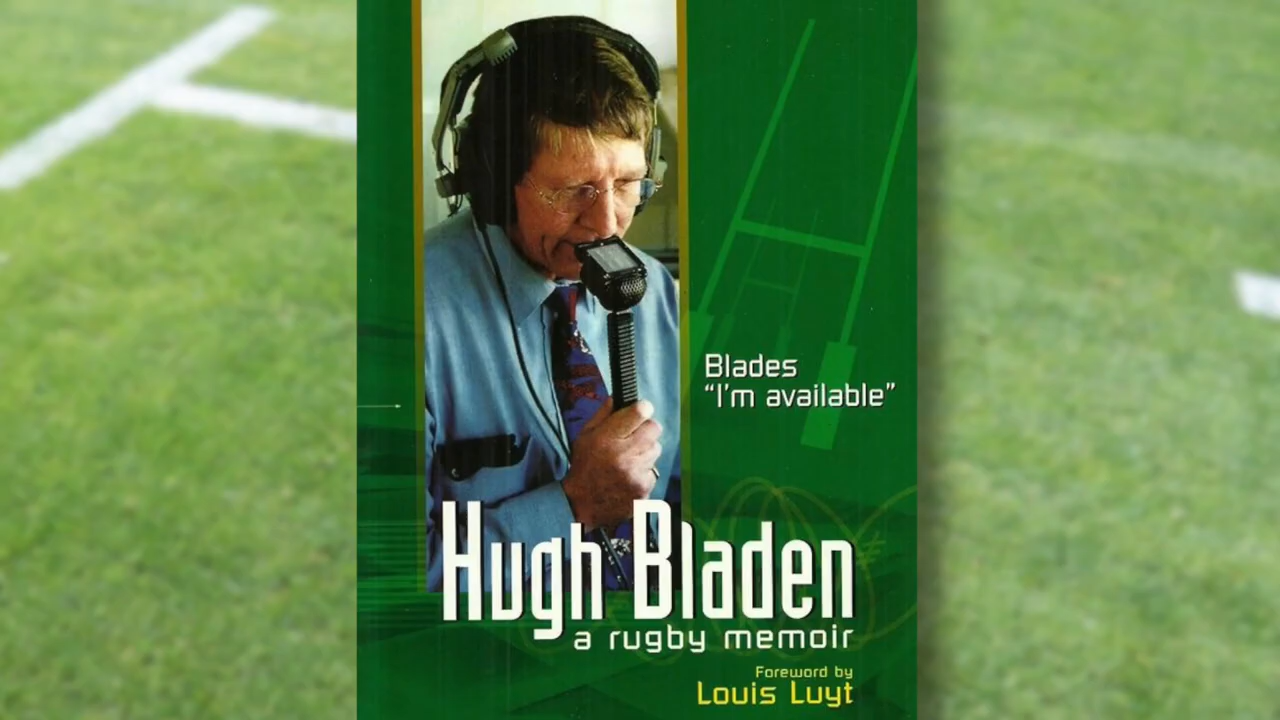 Blades
“I’m available”
Hugh Bladen
a rugby memoir
Foreword by
Louis Luyt